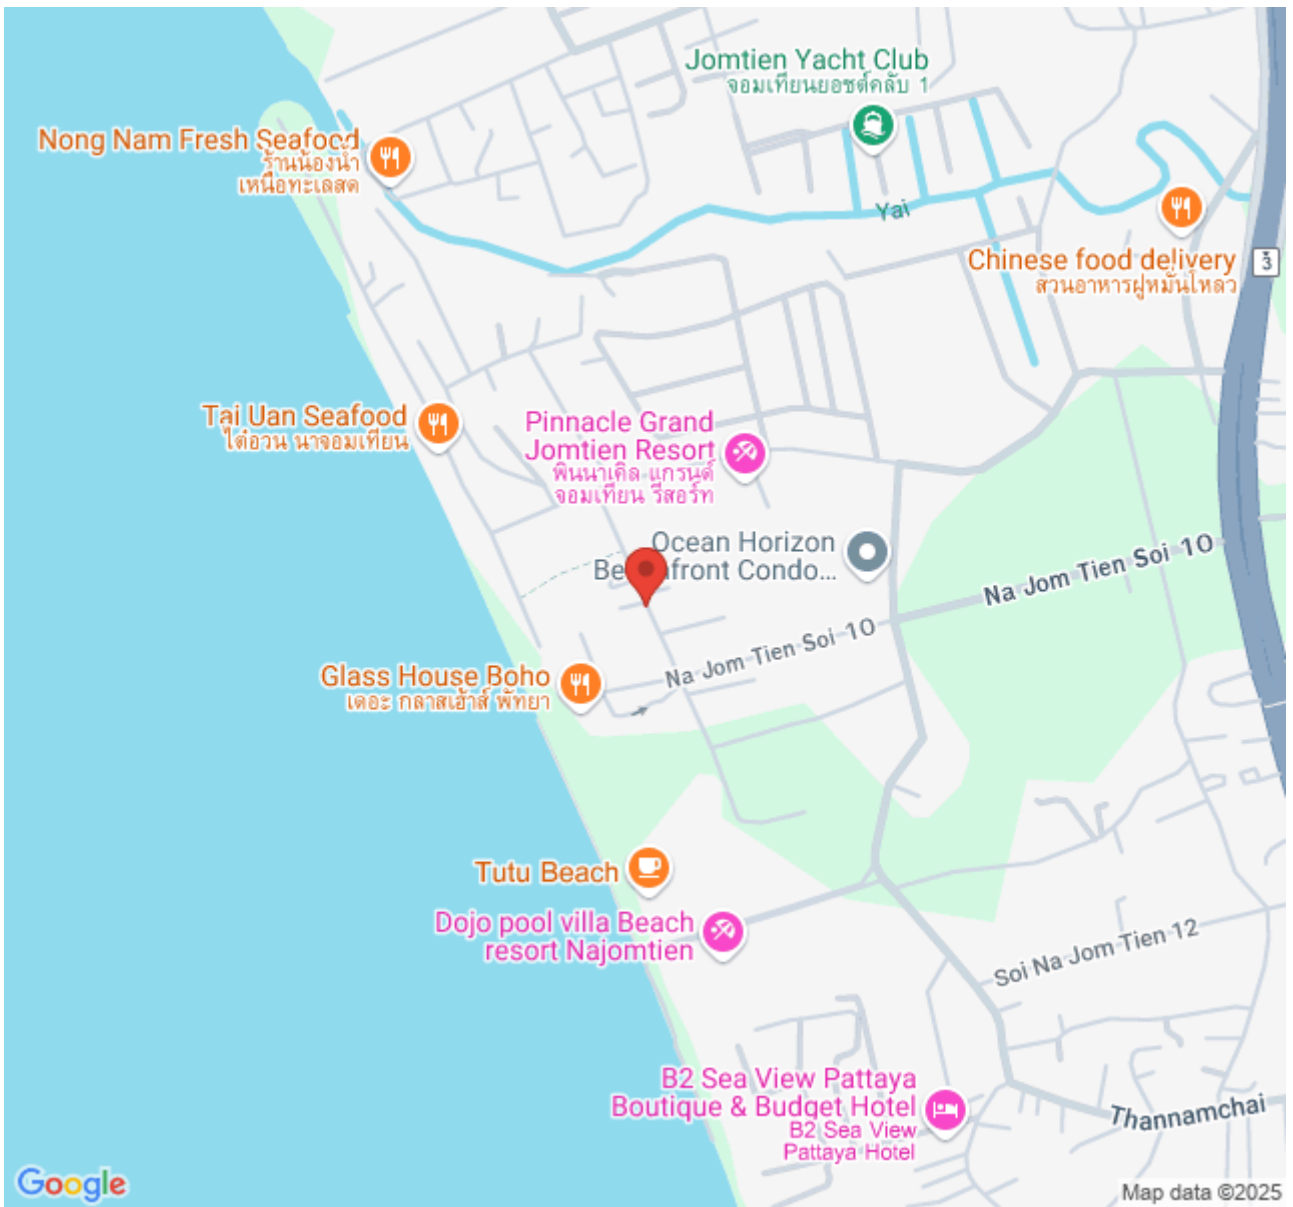 Jomtien Yacht Club
จอมเทียนยอชต์คลับ 1
Nong Nam Fresh Seafood
ร้านน้องน้ำ
เหนือทะเลสด
Yai
Chinese food delivery
สวนอาหารฝูหมั่นโหลว
3
Tai Uan Seafood
ไต๋อ้วน นาจอมเทียน
Pinnacle Grand
Jomtien Resort
พินนาเคิล แกรนด์
จอมเทียน รีสอร์ท
Ocean Horizon
Be hfront Condo...
Na Jom Tien Soi 10
Na Jom Tien Soi 10
Glass House Boho
เดอะ กลาสเฮ้าส์ พัทยา
Tutu Beach
Dojo pool villa Beach
resort Najomtien
Soi Na Jom Tien 12
B2 Sea View Pattaya
Boutique & Budget Hotel
B2 Sea View
Pattaya Hotel
Thannamchai
Google
Map data ©2025